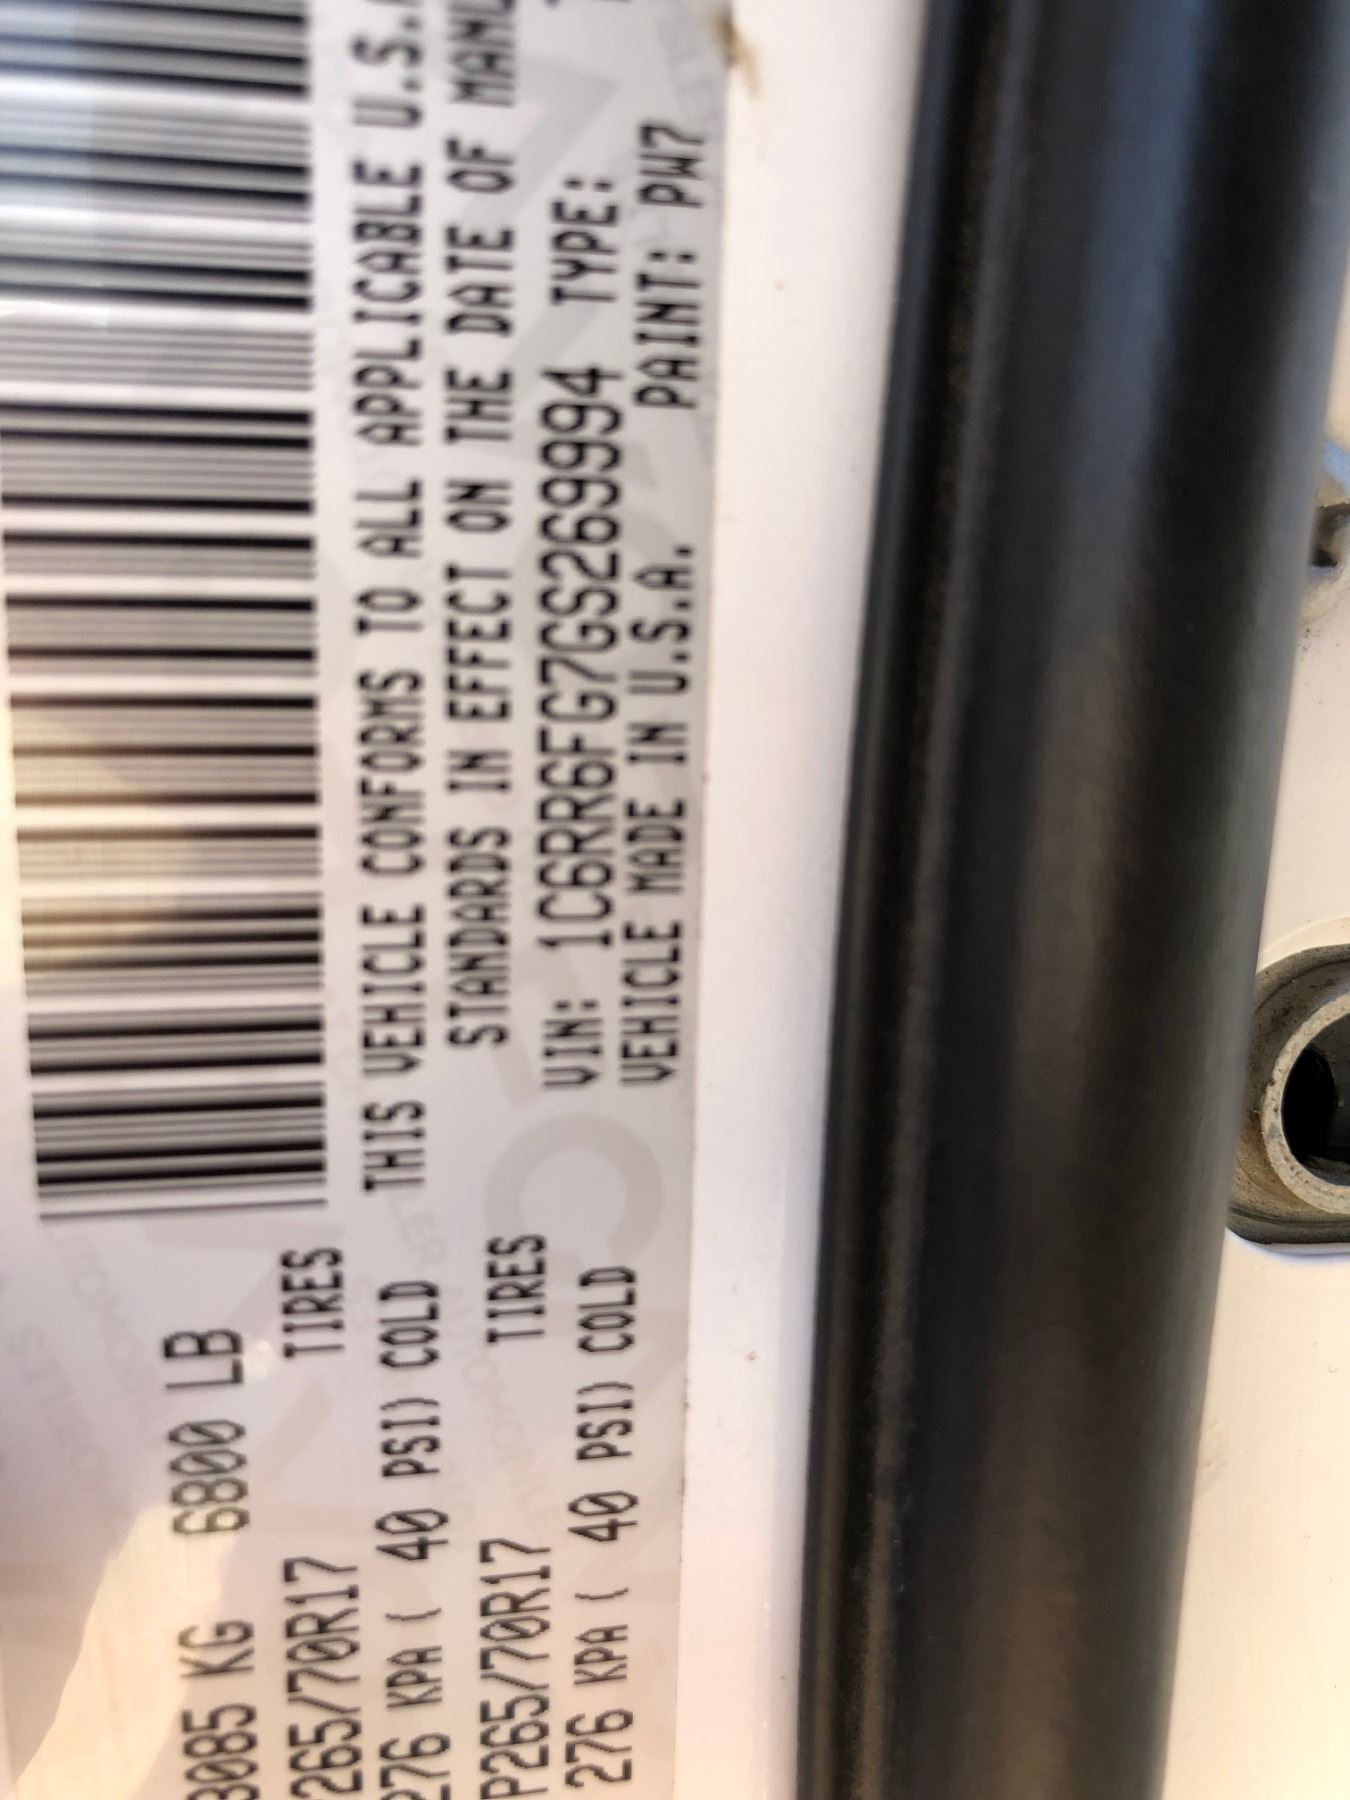 3085 KG 6800 LB
265/70R17 TIRES
276 KPA ( 40 PSI) COLD
P265/70R17 TIRES
276 KPA ( 40 PSI) COLD
THIS VEHICLE CONFORMS TO ALL APPLICABLE U.S.
STANDARDS IN EFFECT ON THE DATE OF MANU
VIN: 1C6RR6FG7GS269994 TYPE:
VEHICLE MADE IN U.S.A. PAINT: PW7